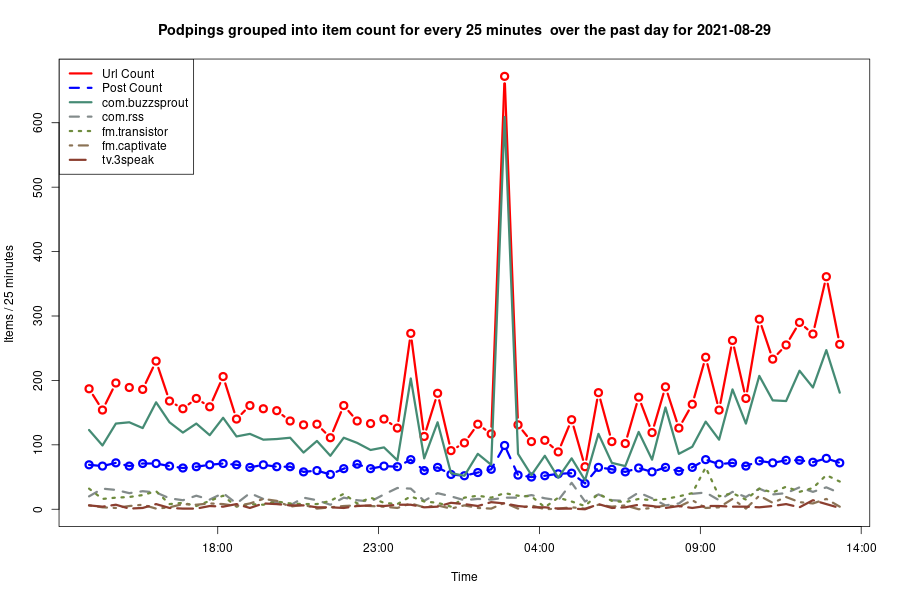 Podpings grouped into item count for every 25 minutes  over the past day for 2021-08-29
Url Count
Post Count
com.buzzsprout
com.rss
fm.transistor
fm.captivate
tv.3speak
Items / 25 minutes
600
500
400
300
200
100
0
18:00
23:00
04:00
09:00
14:00
Time